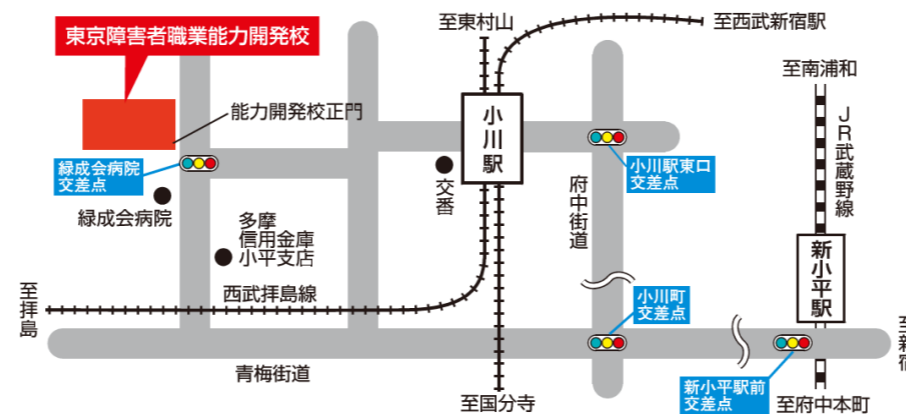 至東村山
至西武新宿駅
東京障害者職業能力開発校
至南浦和
能力開発校正門
小川駅
JR武蔵野線
緑成会病院
交差点
小川駅東口
交差点
交番
府中街道
緑成会病院
多摩
信用金庫
小平支店
新小平駅
至拝島
西武拝島線
小川町
交差点
至新宿
青梅街道
新小平駅前
交差点
至国分寺
至府中本町